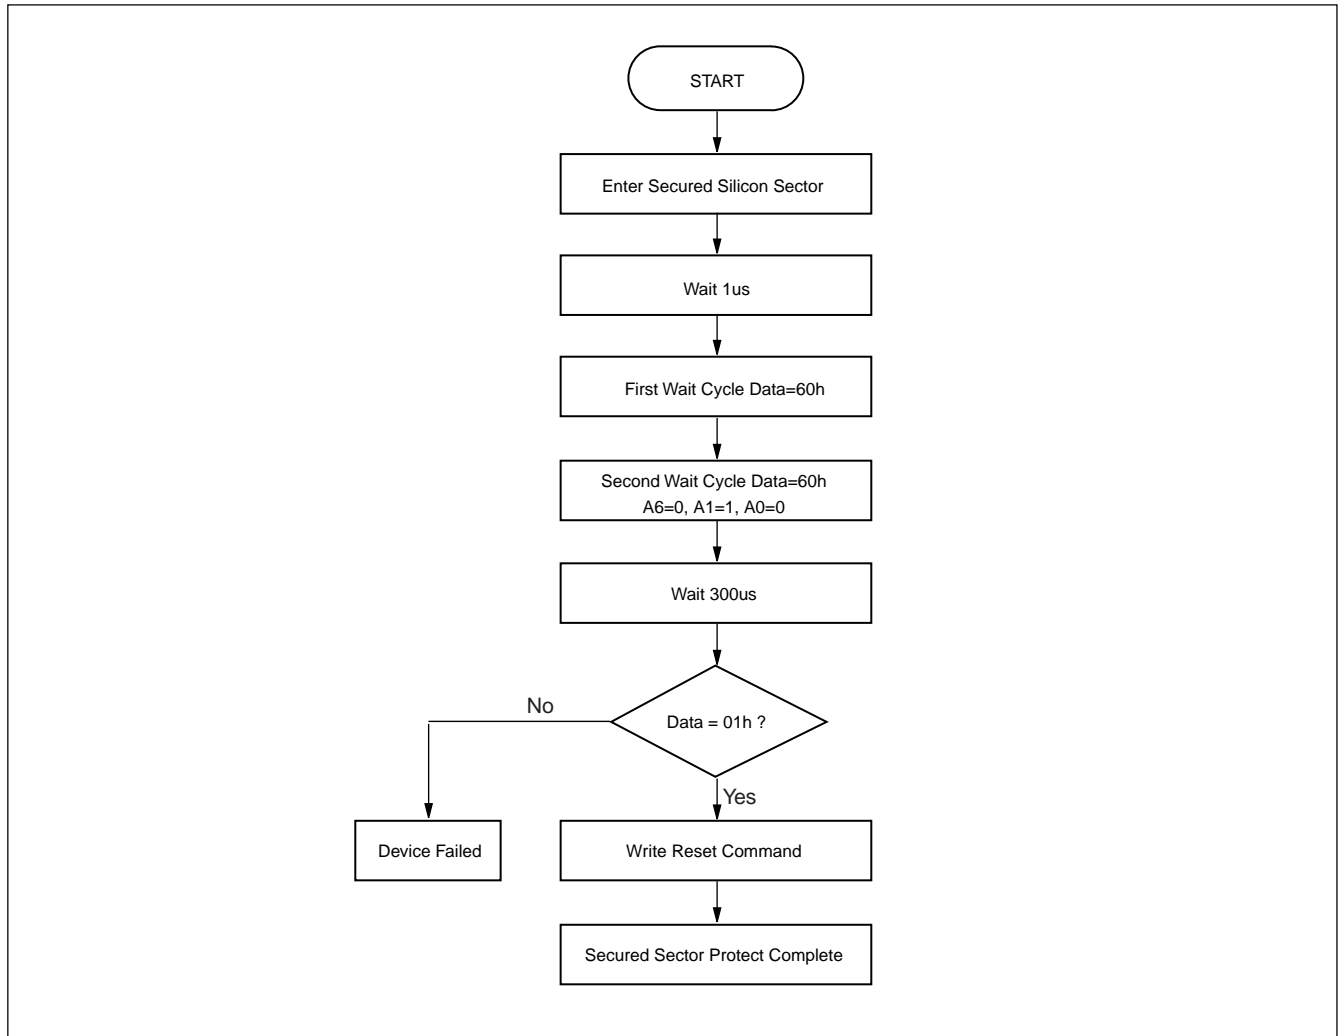 START
Enter Secured Silicon Sector
Wait 1us
First Wait Cycle Data=60h
Second Wait Cycle Data=60h
A6=0, A1=1, A0=0
Wait 300us
Data = 01h ?
No
Yes
Device Failed
Write Reset Command
Secured Sector Protect Complete